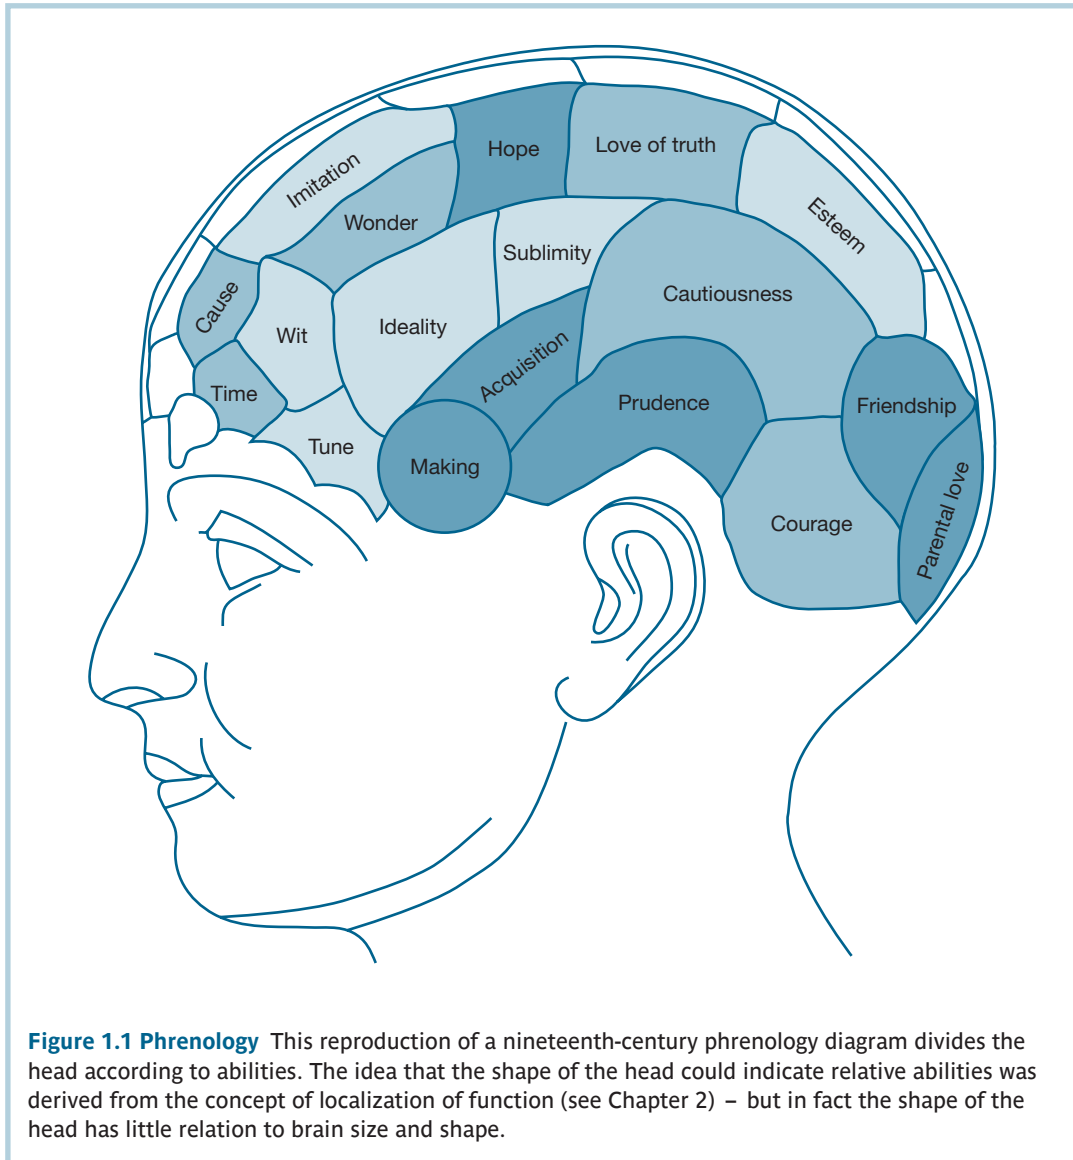 Hope
Love of truth
Imitation
Wonder
Esteem
Sublimity
Cautiousness
Cause
Wit
Ideality
Acquisition
Time
Prudence
Friendship
Tune
Making
Courage
Parental love
Figure 1.1 Phrenology This reproduction of a nineteenth-century phrenology diagram divides the
head according to abilities. The idea that the shape of the head could indicate relative abilities was
derived from the concept of localization of function (see Chapter 2) – but in fact the shape of the
head has little relation to brain size and shape.